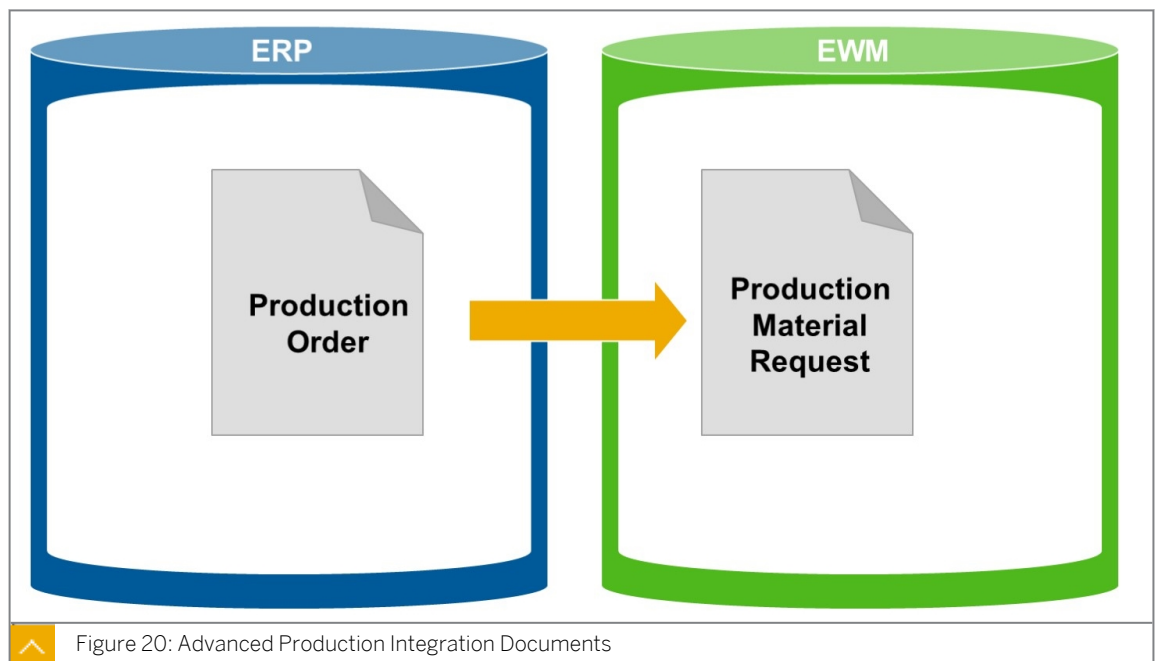 ERP
EWM
Production
Order
Production
Material
Request
Figure 20: Advanced Production Integration Documents